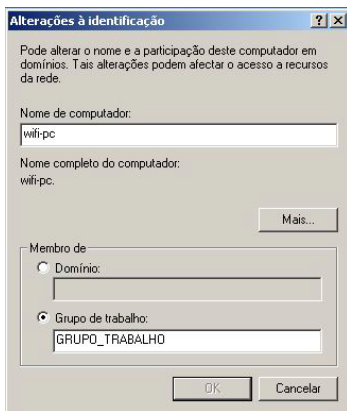 Alterações à identificação
Pode alterar o nome e a participação deste computador em
domínios. Tais alterações podem afectar o acesso a recursos
da rede.
Nome de computador:
wifi-pc
Nome completo do computador:
wifi-pc.
Mais...
Membro de
Domínio:
Grupo de trabalho:
GRUPO_TRABALHO
OK
Cancelar